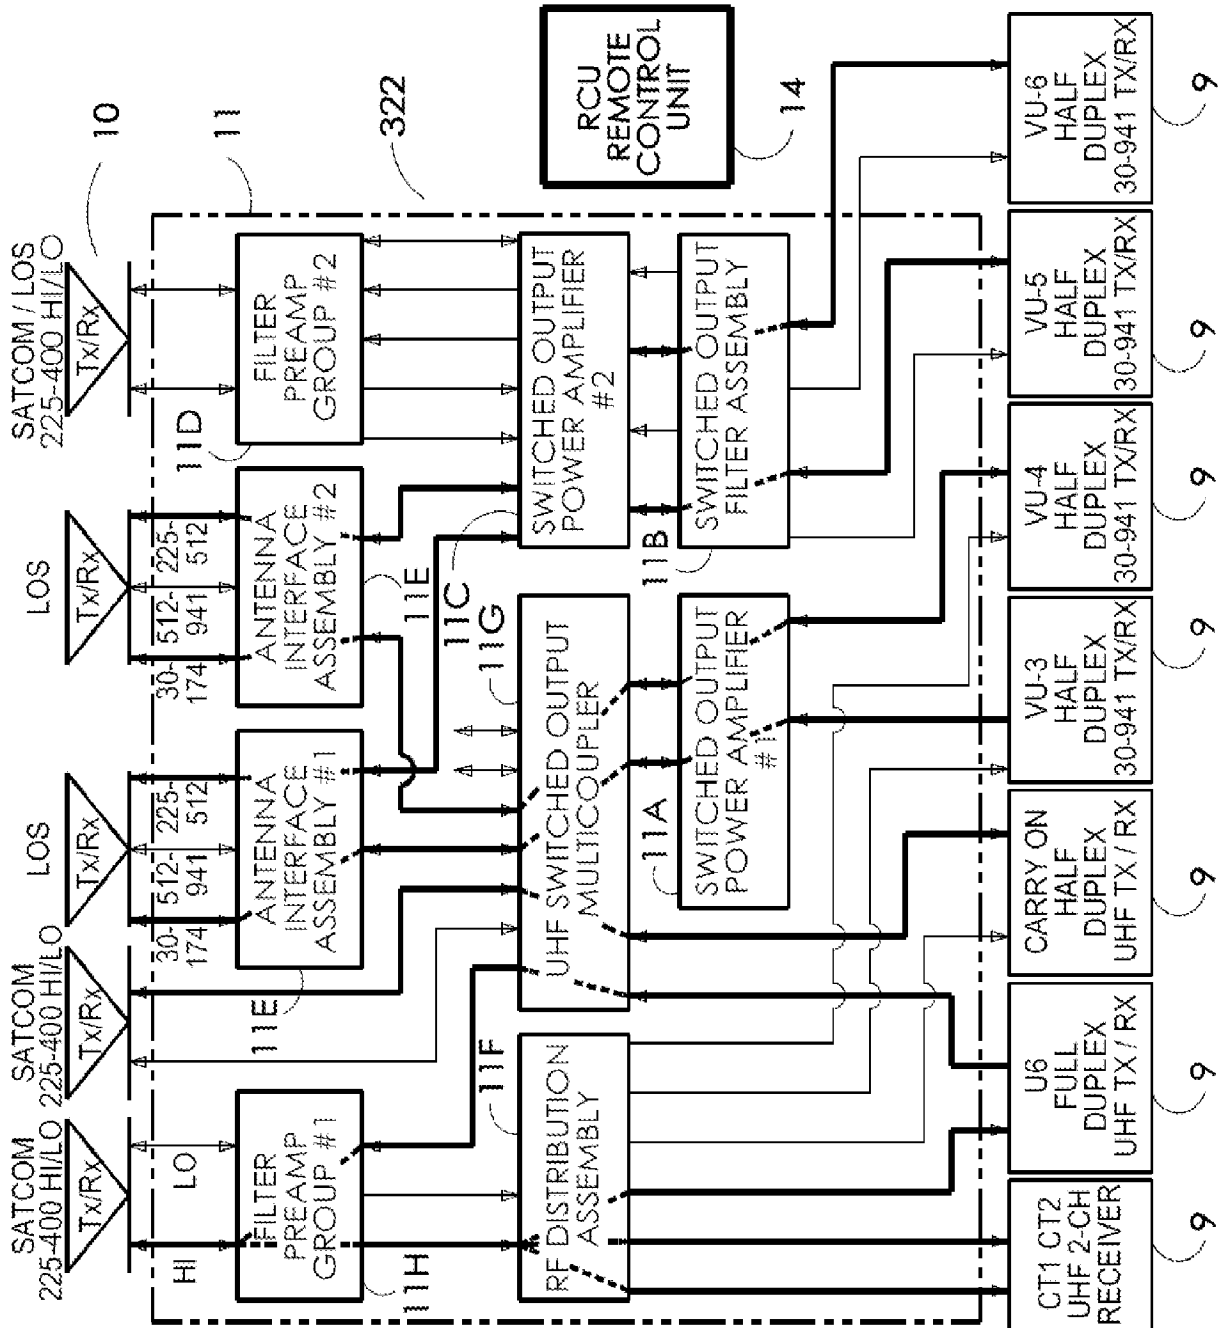 SATCOM
225-400 HI/LO
Tx/Rx
SATCOM
225-400 HI/LO
Tx/Rx
LOS
Tx/Rx
LOS
Tx/Rx
SATCOM / LOS
225-400 HI/LO
Tx/Rx
10
11
322
HI
LO
30-
174
512-
941
225-
512
30-
174
512-
941
225-
512
FILTER
PREAMP
GROUP #1
11H
ANTENNA
INTERFACE
ASSEMBLY #1
11E
ANTENNA
INTERFACE
ASSEMBLY #2
11E
FILTER
PREAMP
GROUP #2
11D
RF DISTRIBUTION
ASSEMBLY
11F
UHF SWITCHED OUTPUT
MULTICOUPLER
11G
SWITCHED OUTPUT
POWER AMPLIFIER
#2
11C
SWITCHED OUTPUT
POWER AMPLIFIER
#1
11A
SWITCHED OUTPUT
FILTER ASSEMBLY
11B
RCU
REMOTE
CONTROL
UNIT
14
CT1 CT2
UHF 2-CH
RECEIVER
9
U6
FULL
DUPLEX
UHF TX / RX
9
CARRY ON
HALF
DUPLEX
UHF TX / RX
9
VU-3
HALF
DUPLEX
30-941 TX/RX
9
VU-4
HALF
DUPLEX
30-941 TX/RX
9
VU-5
HALF
DUPLEX
30-941 TX/RX
9
VU-6
HALF
DUPLEX
30-941 TX/RX
9